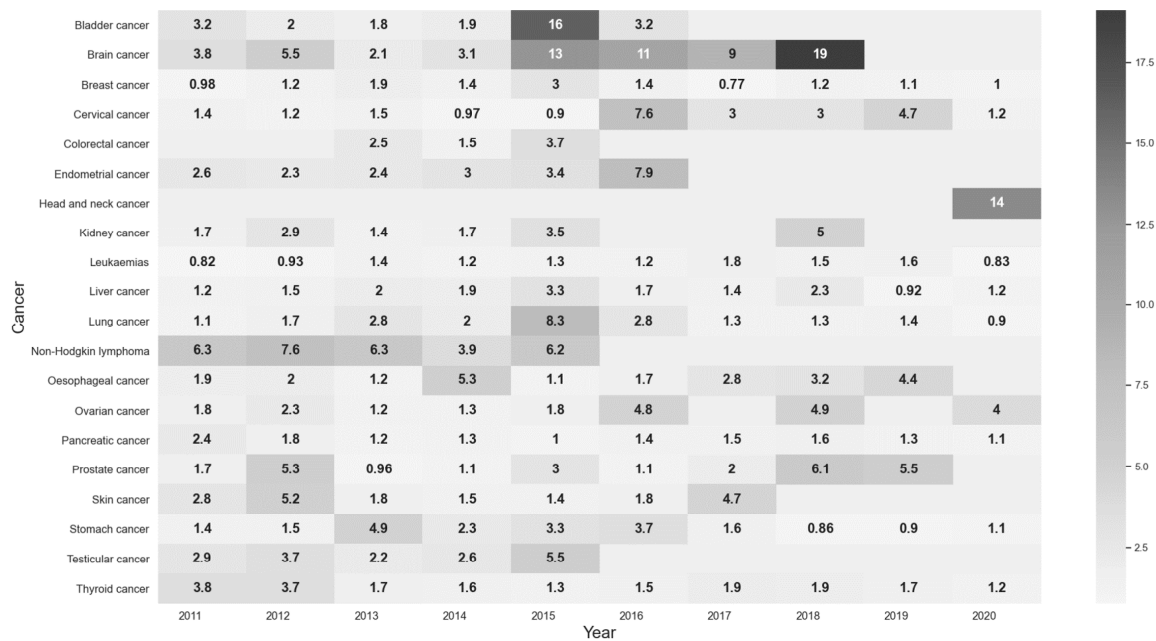 Bladder cancer 3.2 2 1.8 1.9 16 3.2
Brain cancer 3.8 5.5 2.1 3.1 13 11 9 19
Breast cancer 0.98 1.2 1.9 1.4 3 1.4 0.77 1.2 1.1 1
Cervical cancer 1.4 1.2 1.5 0.97 0.9 7.6 3 3 4.7 1.2
Colorectal cancer 2.5 1.5 3.7
Endometrial cancer 2.6 2.3 2.4 3 3.4 7.9
Head and neck cancer 14
Kidney cancer 1.7 2.9 1.4 1.7 3.5 5
Leukaemias 0.82 0.93 1.4 1.2 1.3 1.2 1.8 1.5 1.6 0.83
Liver cancer 1.2 1.5 2 1.9 3.3 1.7 1.4 2.3 0.92 1.2
Lung cancer 1.1 1.7 2.8 2 8.3 2.8 1.3 1.3 1.4 0.9
Non-Hodgkin lymphoma 6.3 7.6 6.3 3.9 6.2
Oesophageal cancer 1.9 2 1.2 5.3 1.1 1.7 2.8 3.2 4.4
Ovarian cancer 1.8 2.3 1.2 1.3 1.8 4.8 4.9 4
Pancreatic cancer 2.4 1.8 1.2 1.3 1 1.4 1.5 1.6 1.3 1.1
Prostate cancer 1.7 5.3 0.96 1.1 3 1.1 2 6.1 5.5
Skin cancer 2.8 5.2 1.8 1.5 1.4 1.8 4.7
Stomach cancer 1.4 1.5 4.9 2.3 3.3 3.7 1.6 0.86 0.9 1.1
Testicular cancer 2.9 3.7 2.2 2.6 5.5
Thyroid cancer 3.8 3.7 1.7 1.6 1.3 1.5 1.9 1.9 1.7 1.2
2011 2012 2013 2014 2015 2016 2017 2018 2019 2020
Year
Cancer
17.5
15.0
12.5
10.0
7.5
5.0
2.5